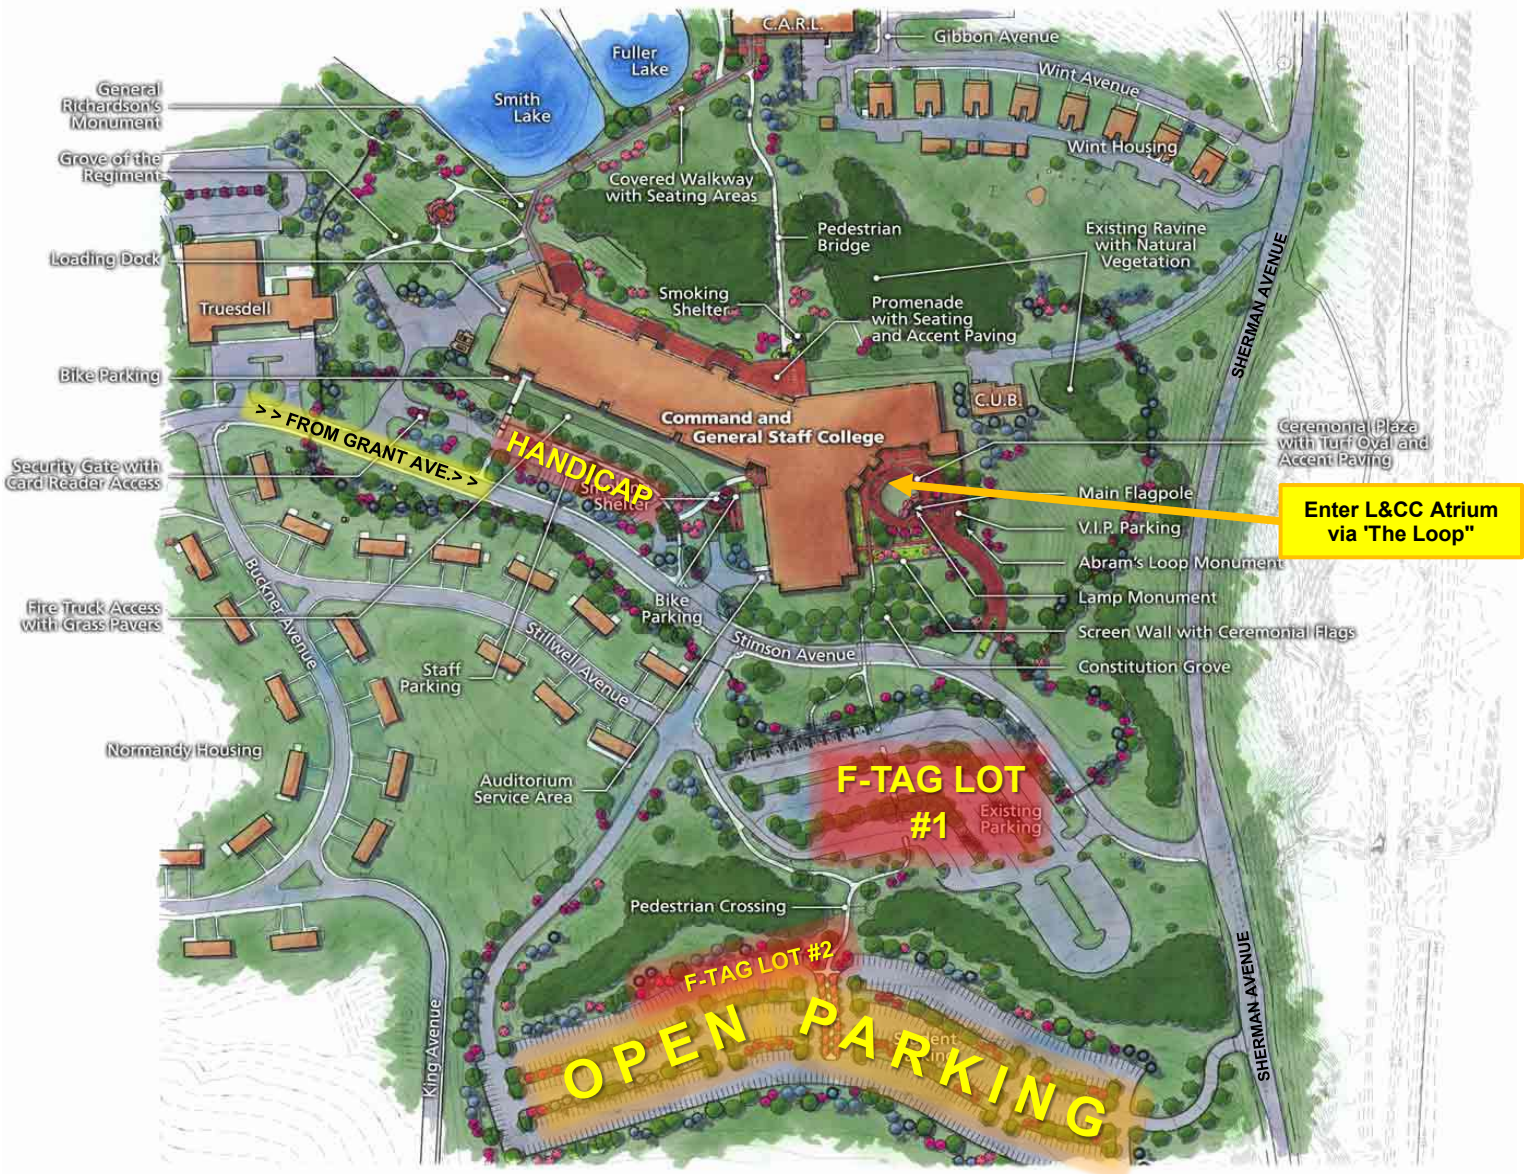 C.A.R.L.
Gibbon Avenue
Fuller
Lake
Wint Avenue
General
Richardson's
Monument
Smith
Lake
Wint Housing
Grove of the
Regiment
Covered Walkway
with Seating Areas
Pedestrian
Bridge
Existing Ravine
with Natural
Vegetation
Loading Dock
SHERMAN AVENUE
Truesdell
Smoking
Shelter
Promenade
with Seating
and Accent Paving
Bike Parking
C.U.B.
> > FROM GRANT AVE.> >
Command and
General Staff College
Ceremonial Plaza
with Turf Oval and
Accent Paving
HANDICAP
Security Gate with
Card Reader Access
Smoking
Shelter
Main Flagpole
Enter L&CC Atrium
via 'The Loop"
V.I.P. Parking
Abram's Loop Monument
Buckner Avenue
Fire Truck Access
with Grass Pavers
Bike
Parking
Lamp Monument
Screen Wall with Ceremonial Flags
Stillwell Avenue
Stimson Avenue
Constitution Grove
Staff
Parking
Normandy Housing
Auditorium
Service Area
F-TAG LOT
#1
Existing
Parking
Pedestrian Crossing
F-TAG LOT #2
SHERMAN AVENUE
King Avenue
OPEN PARKING